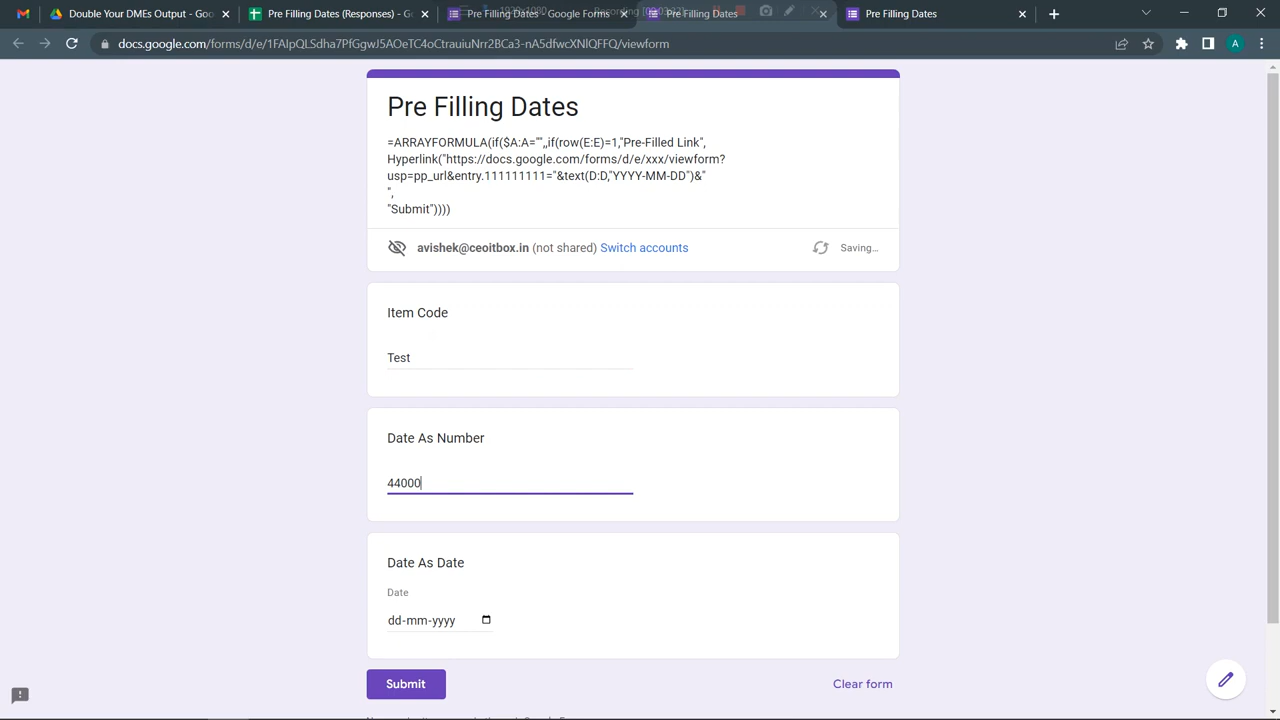 Double Your DMEs Output - Goo
Pre Filling Dates (Responses) - G
Pre Filling Dates - Google Forms
Pre Filling Dates
Pre Filling Dates
docs.google.com/forms/d/e/1FAIpQLSdha7PfGgwJ5AOeTC4oCtrauiuNrr2BCa3-nA5dfwcXNlQFFQ/viewform
A
Pre Filling Dates
=ARRAYFORMULA(if($A:A="",,if(row(E:E)=1,"Pre-Filled Link",
Hyperlink("https://docs.google.com/forms/d/e/xxx/viewform?
usp=pp_url&entry.111111111="&text(D:D,"YYYY-MM-DD")&"
",
"Submit"))))
avishek@ceoitbox.in (not shared) Switch accounts
Saving...
Item Code
Test
Date As Number
44000
Date As Date
Date
dd-mm-yyyy
Submit
Clear form